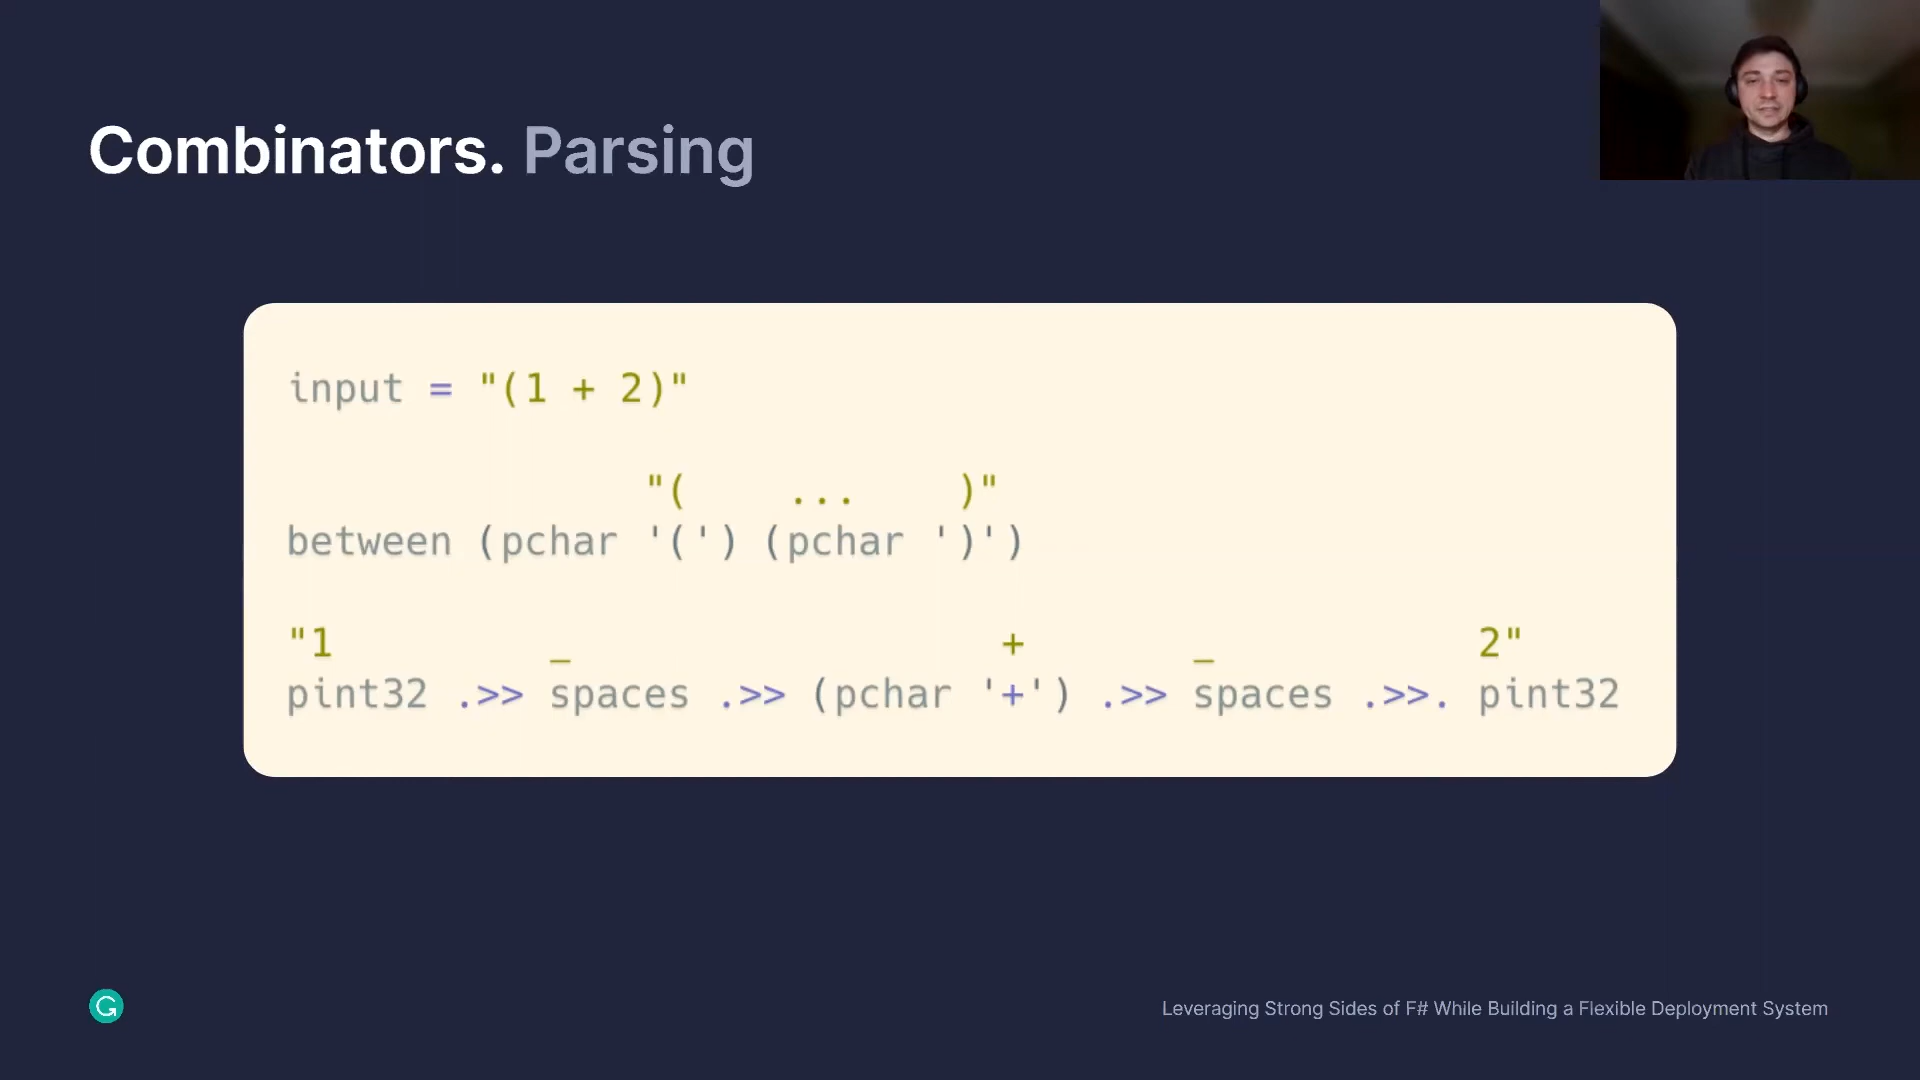 Combinators. Parsing
input = "(1 + 2)"
"( ... )"
between (pchar '(') (pchar ')')
"1 _ + _ 2"
pint32 .>> spaces .>> (pchar '+') .>> spaces .>>. pint32
G
Leveraging Strong Sides of F# While Building a Flexible Deployment System